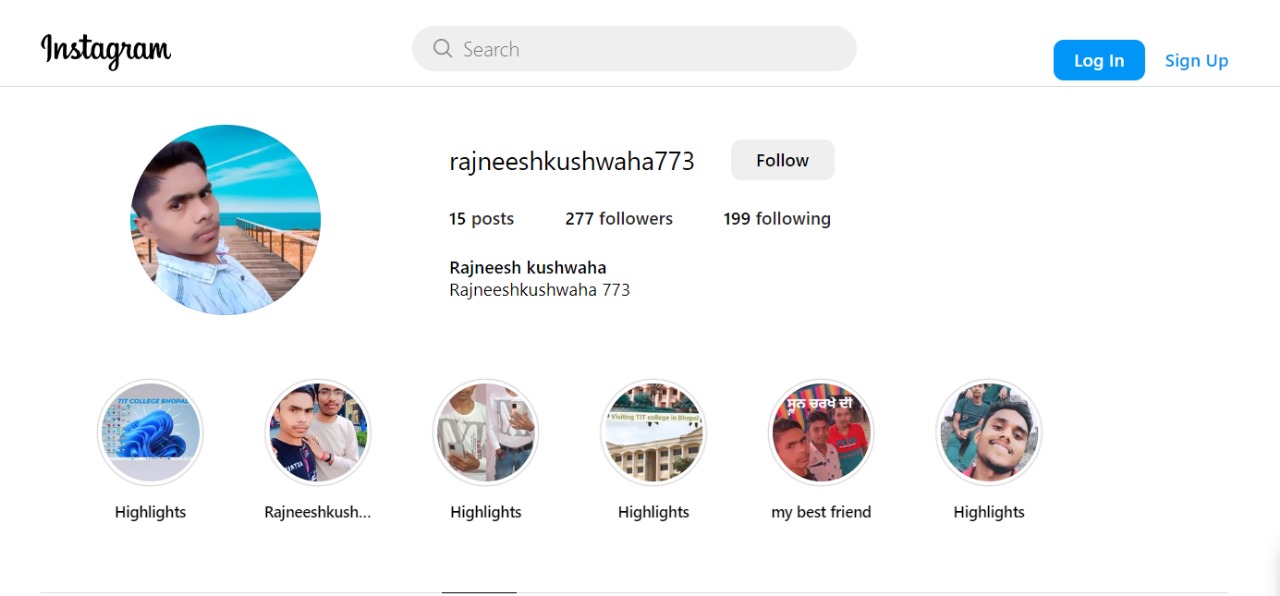 Instagram
Search
Log In
Sign Up
rajneeshkushwaha773
Follow
15 posts
277 followers
199 following
Rajneesh kushwaha
Rajneeshkushwaha 773
TIT COLLEGE BHOPAL
Visiting TIT college in Bhopal
ਸੁਨ ਚਰਖੇ ਦੀ
Highlights
Rajneeshkush...
Highlights
Highlights
my best friend
Highlights